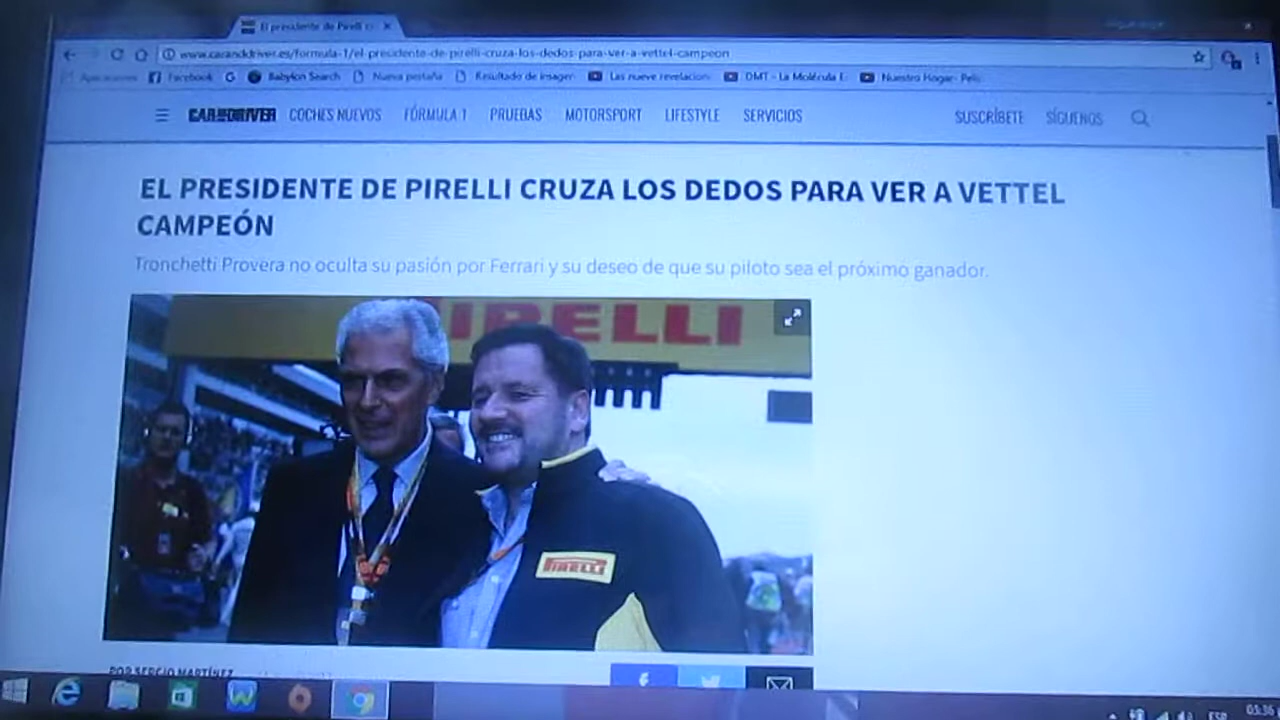 El presidente de Pirelli c
www.caranddriver.es/formula-1/el-presidente-de-pirelli-cruza-los-dedos-para-ver-a-vettel-campeon
Aplicaciones Facebook G Babylon Search Nueva pestaña Resultado de imagen Las nueve revelacion DMT - La Molécula E Nuestro Hogar- Pelic
CAR AND DRIVER COCHES NUEVOS FÓRMULA 1 PRUEBAS MOTORSPORT LIFESTYLE SERVICIOS SUSCRÍBETE SÍGUENOS
EL PRESIDENTE DE PIRELLI CRUZA LOS DEDOS PARA VER A VETTEL
CAMPEÓN
Tronchetti Provera no oculta su pasión por Ferrari y su deseo de que su piloto sea el próximo ganador.
PIRELLI
PIRELLI
POR SERGIO MARTÍNEZ
ESP 05:36